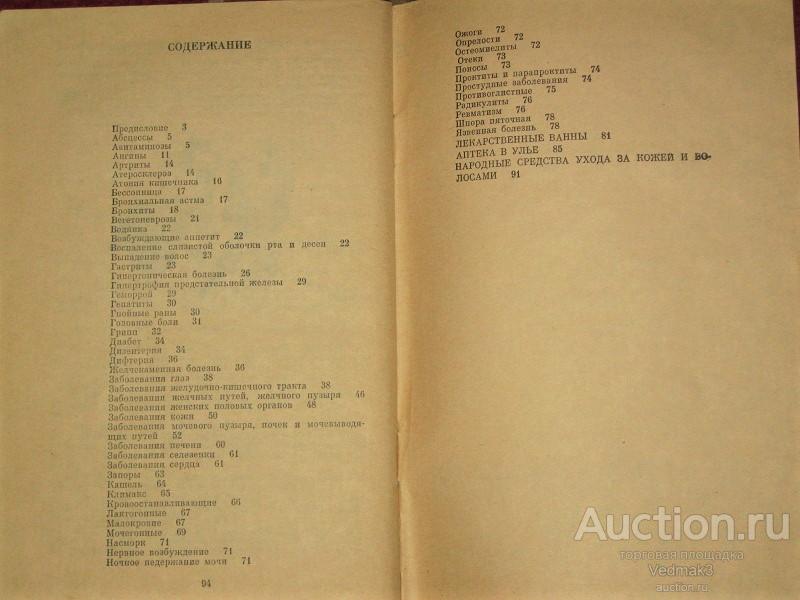 СОДЕРЖАНИЕ
Предисловие 3
Абсцессы 5
Авитаминозы 5
Ангины 11
Артриты 14
Атеросклероз 14
Атония кишечника 16
Бессонница 17
Бронхиальная астма 17
Бронхиты 18
Вегетоневрозы 21
Водянка 22
Возбуждающие аппетит 22
Воспаление слизистой оболочки рта и десен 22
Выпадение волос 23
Гастриты 23
Гипертоническая болезнь 26
Гипертрофия предстательной железы 29
Геморрой 29
Гепатиты 30
Гнойные раны 30
Головные боли 31
Грипп 32
Диабет 34
Дизентерия 34
Дифтерия 36
Желчекаменная болезнь 36
Заболевания глаз 38
Заболевания желудочно-кишечного тракта 38
Заболевания желчных путей, желчного пузыря 46
Заболевания женских половых органов 48
Заболевания кожи 50
Заболевания мочевого пузыря, почек и мочевыводя-
щих путей 52
Заболевания печени 60
Заболевания селезенки 61
Заболевания сердца 61
Запоры 63
Кашель 64
Климакс 65
Кровоостанавливающие 66
Лактогонные 67
Малокровие 67
Мочегонные 69
Насморк 71
Нервное возбуждение 71
Ночное недержание мочи 71
94
Ожоги 72
Опрелости 72
Остеомиелиты 72
Отеки 73
Поносы 73
Проктиты и парапроктиты 74
Простудные заболевания 74
Противоглистные 75
Радикулиты 76
Ревматизм 76
Шпора пяточная 78
Язвенная болезнь 78
ЛЕКАРСТВЕННЫЕ ВАННЫ 81
АПТЕКА В УЛЬЕ 85
НАРОДНЫЕ СРЕДСТВА УХОДА ЗА КОЖЕЙ И ВО-
ЛОСАМИ 91
Auction.ru
торговая площадка
Vedmak3
auction.ru